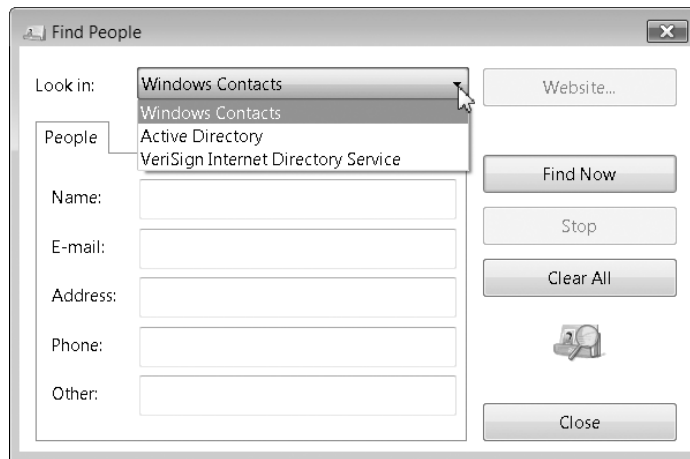 Find People
Look in:
Windows Contacts
Website...
Windows Contacts
Active Directory
VeriSign Internet Directory Service
People
Name:
E-mail:
Address:
Phone:
Other:
Find Now
Stop
Clear All
Close